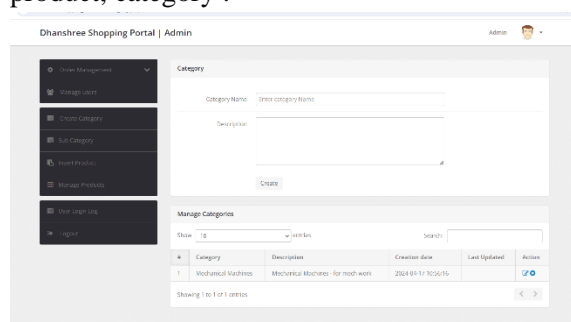 product, category .
Dhanshree Shopping Portal | Admin
Admin
Order Management
Manage users
Create Category
Sub Category
Insert Product
Manage Products
User Login Log
Logout
Category
Category Name Enter category Name
Description
Create
Manage Categories
Show 10 entries Search:
# Category Description Creation date Last Updated Action
1 Mechanical Machines Mechanical Machines - for mech work 2024-04-17 10:56:16
Showing 1 to 1 of 1 entries